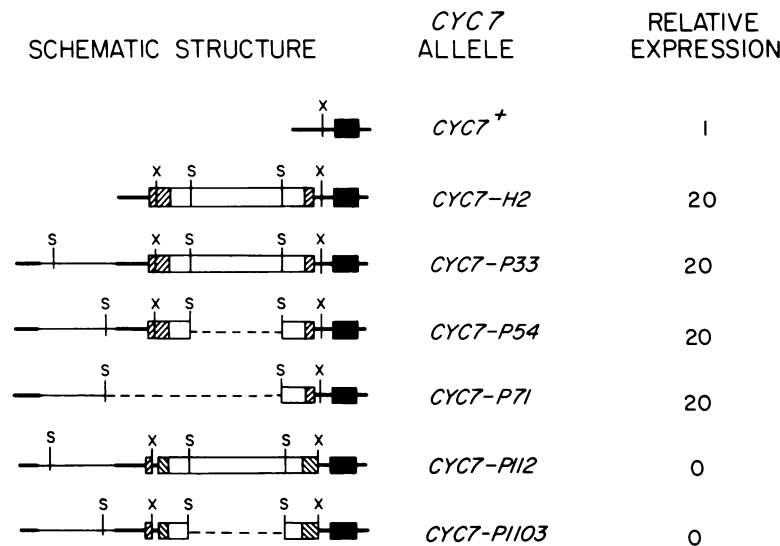 CYC7 RELATIVE
SCHEMATIC STRUCTURE ALLELE EXPRESSION
X
CYC7+ 1
X S S X
CYC7-H2 20
S X S S X
CYC7-P33 20
S X S S X
CYC7-P54 20
S S X
CYC7-P71 20
S X S S X
CYC7-P112 0
S X S S X
CYC7-P1103 0